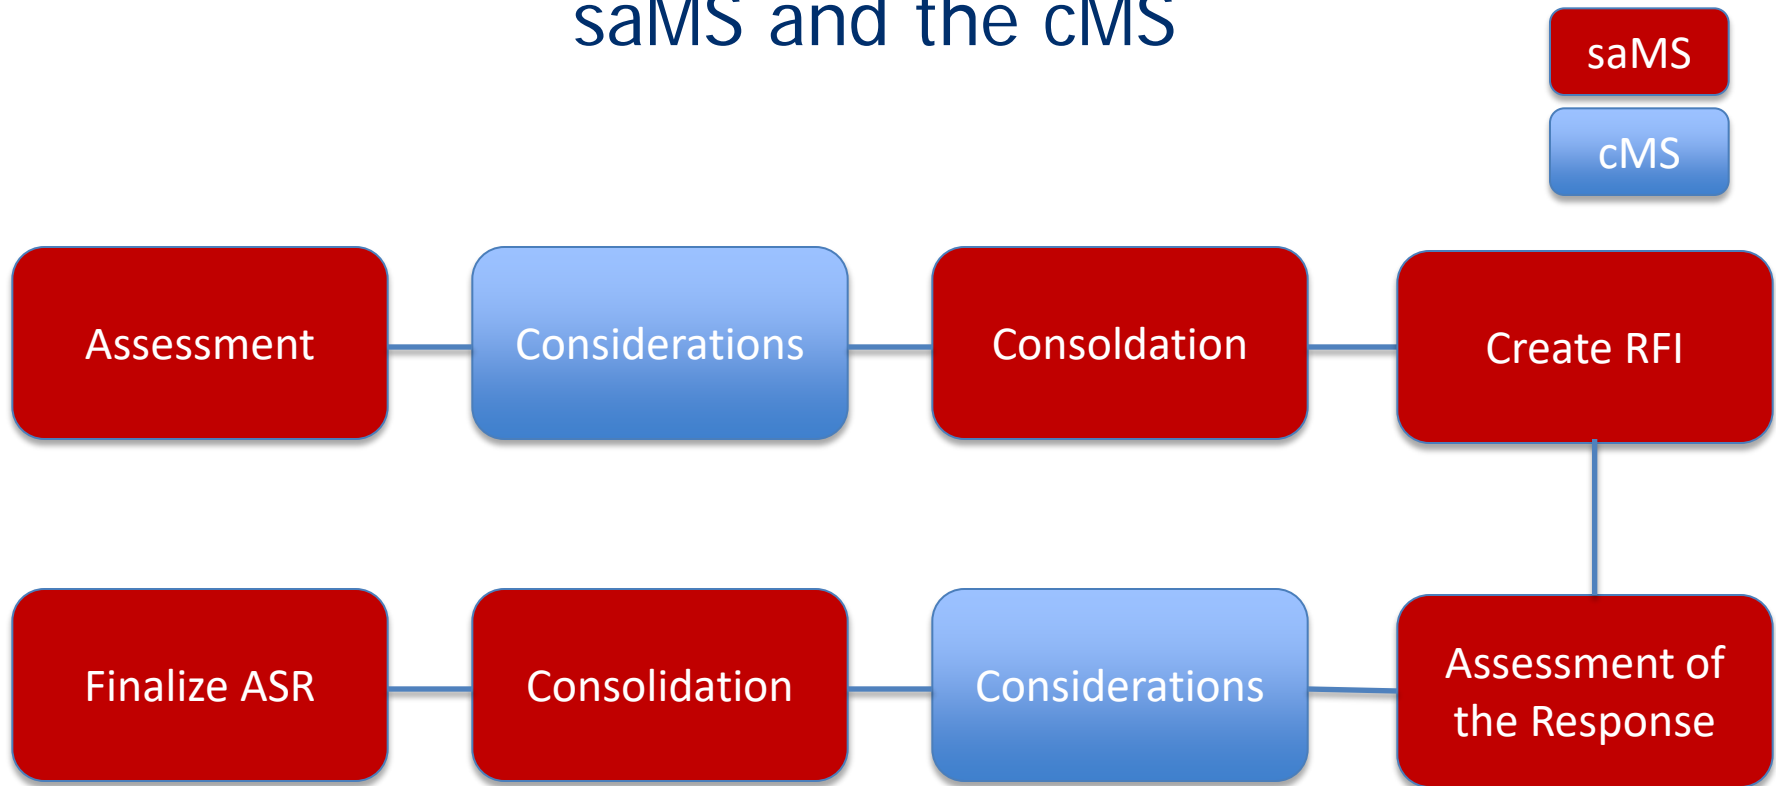 saMS and the cMS
saMS
cMS
Assessment
Considerations
Consoldation
Create RFI
Finalize ASR
Consolidation
Considerations
Assessment of
the Response